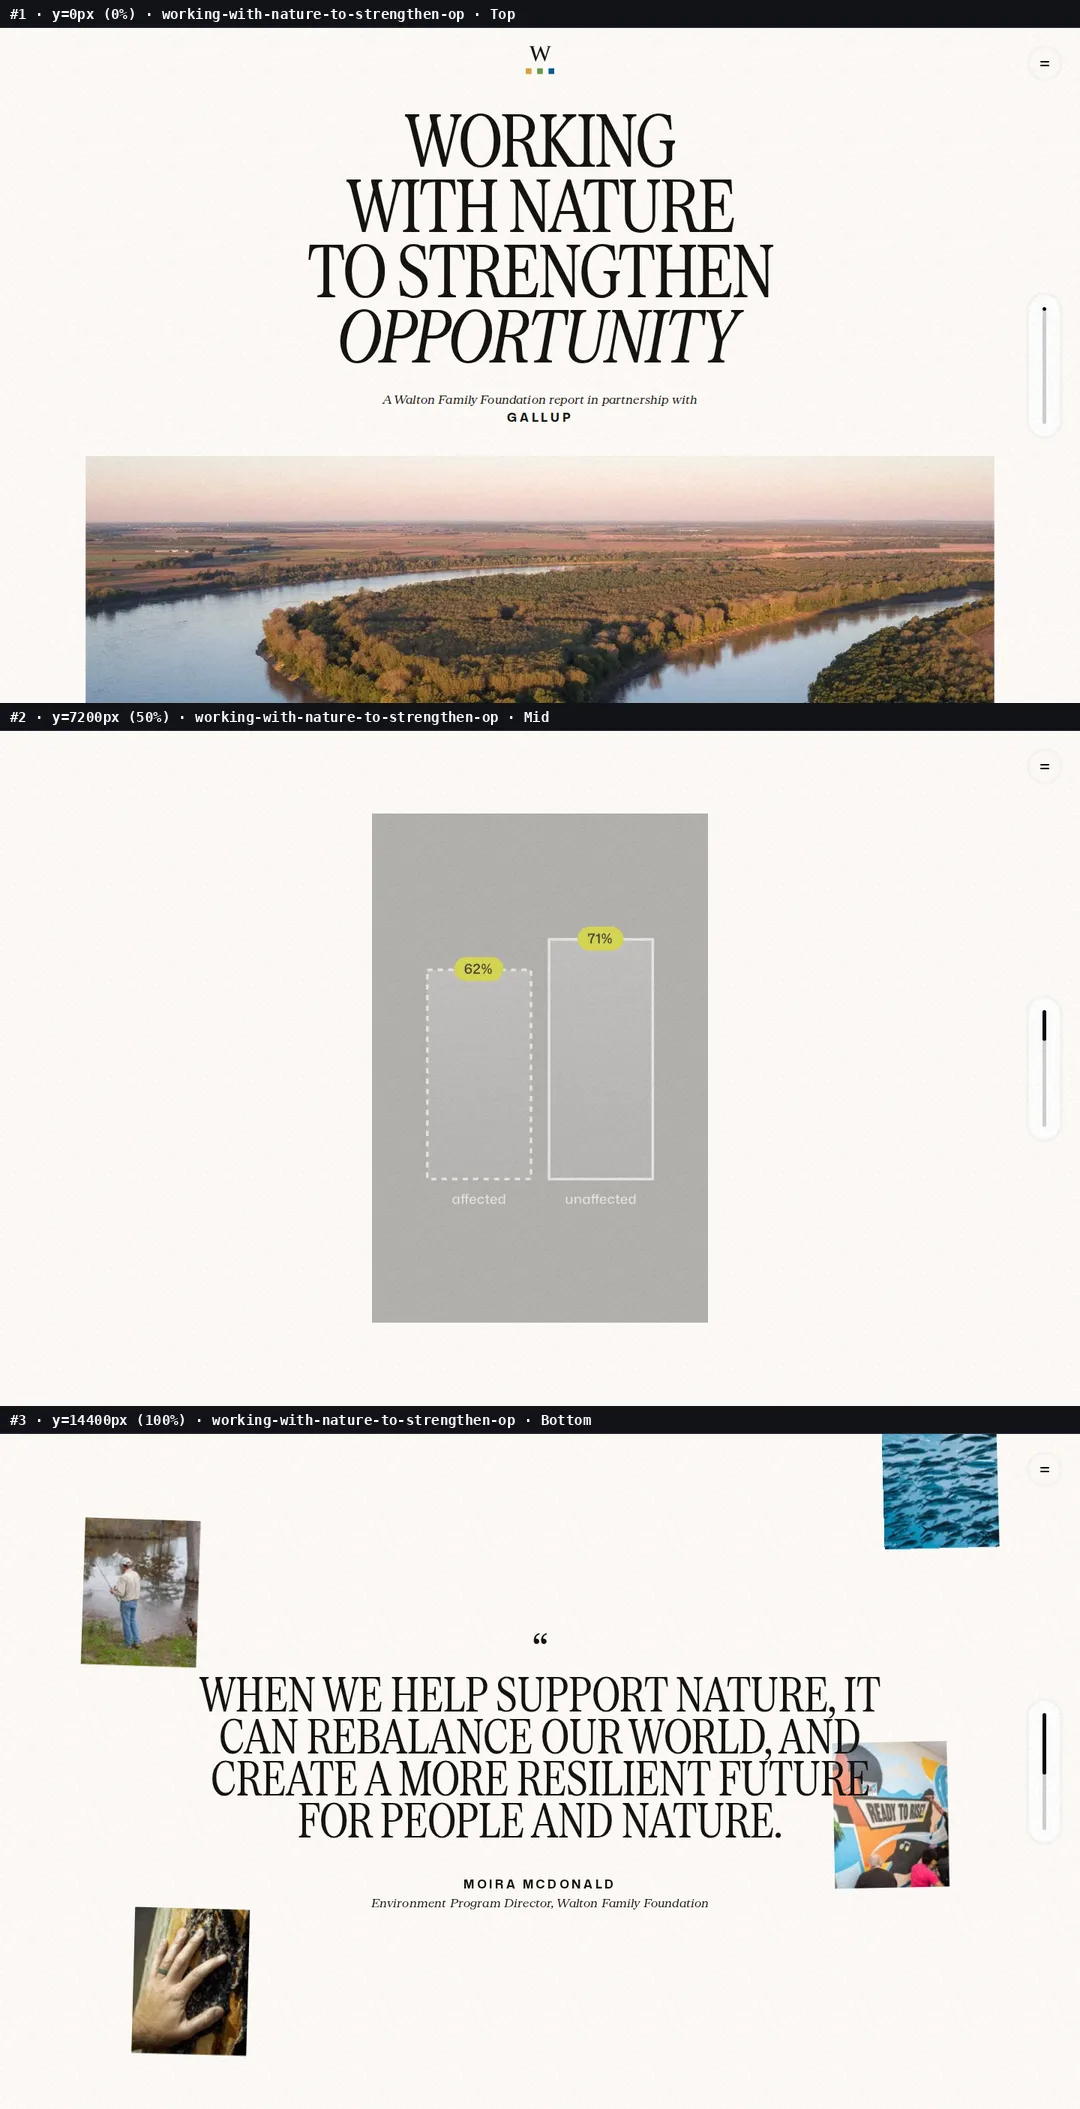 #1 · y=0px (0%) · working-with-nature-to-strengthen-op · Top
W
=
WORKING
WITH NATURE
TO STRENGTHEN
OPPORTUNITY
A Walton Family Foundation report in partnership with
GALLUP
#2 · y=7200px (50%) · working-with-nature-to-strengthen-op · Mid
=
71%
62%
affected unaffected
#3 · y=14400px (100%) · working-with-nature-to-strengthen-op · Bottom
=
“
WHEN WE HELP SUPPORT NATURE, IT
CAN REBALANCE OUR WORLD, AND
CREATE A MORE RESILIENT FUTURE
FOR PEOPLE AND NATURE.
READY TO RISE
MOIRA MCDONALD
Environment Program Director, Walton Family Foundation